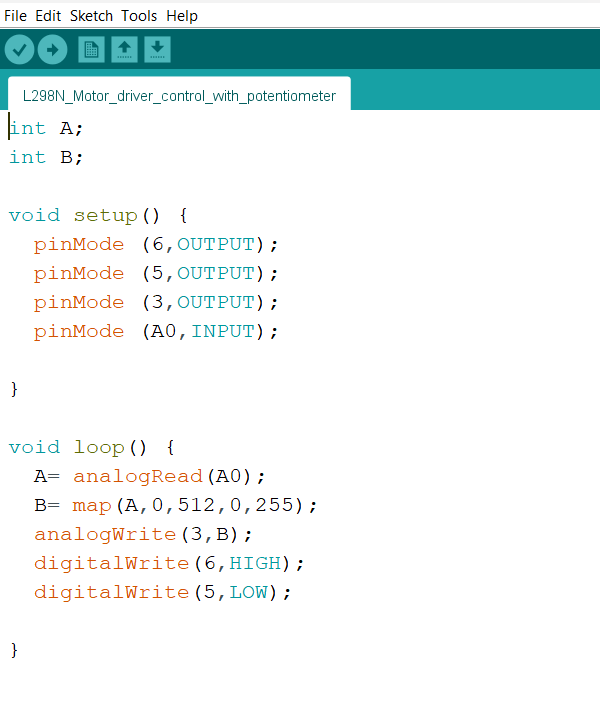 File Edit Sketch Tools Help
L298N_Motor_driver_control_with_potentiometer
int A;
int B;
void setup() {
pinMode (6,OUTPUT);
pinMode (5,OUTPUT);
pinMode (3,OUTPUT);
pinMode (A0,INPUT);
}
void loop() {
A= analogRead(A0);
B= map(A,0,512,0,255);
analogWrite(3,B);
digitalWrite(6,HIGH);
digitalWrite(5,LOW);
}